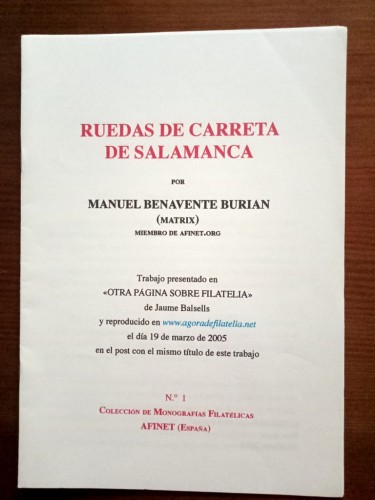 RUEDAS DE CARRETA
DE SALAMANCA
POR
MANUEL BENAVENTE BURIAN
(MATRIX)
MIEMBRO DE AFINET.ORG
Trabajo presentado en
«OTRA PÁGINA SOBRE FILATELIA»
de Jaume Balsells
y reproducido en www.agoradefilatelia.net
el día 19 de marzo de 2005
en el post con el mismo título de este trabajo
N.º 1
COLECCIÓN DE MONOGRAFÍAS FILATÉLICAS
AFINET (ESPAÑA)